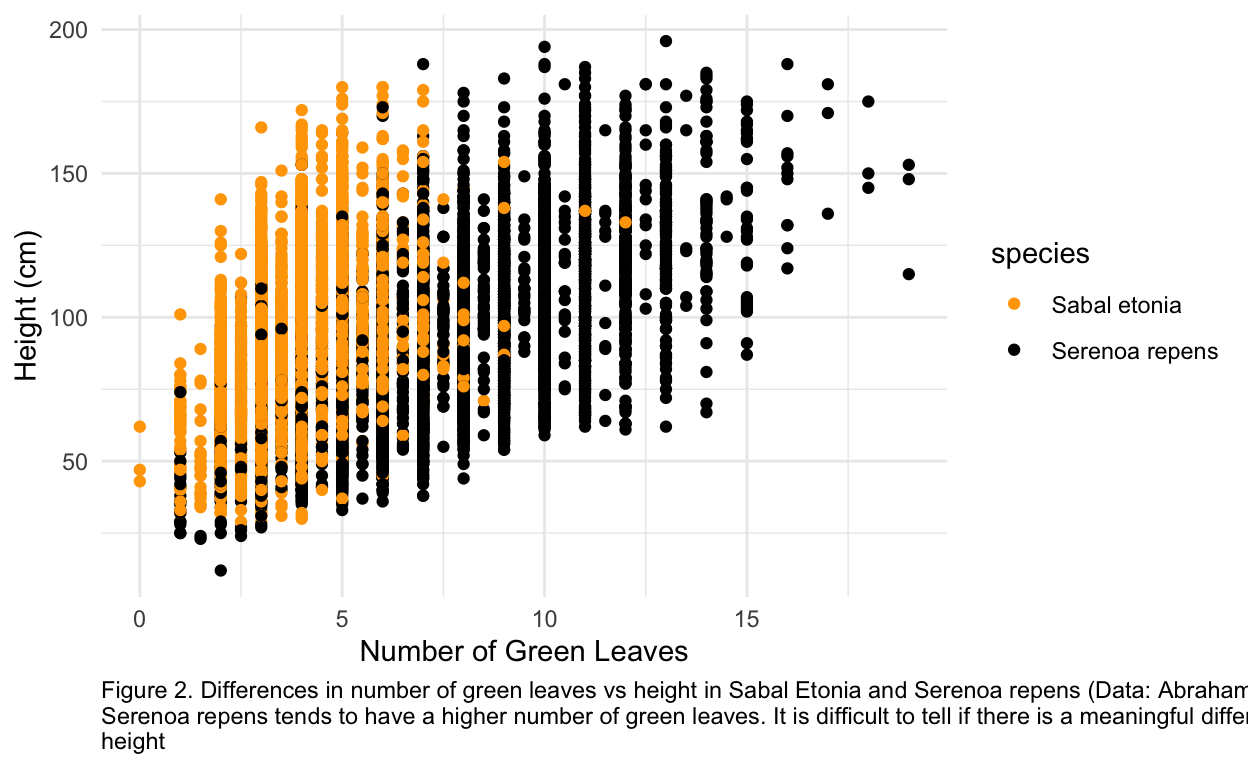 200
150
100
50
Height (cm)
0 5 10 15
Number of Green Leaves
species
Sabal etonia
Serenoa repens
Figure 2. Differences in number of green leaves vs height in Sabal Etonia and Serenoa repens (Data: Abraham
Serenoa repens tends to have a higher number of green leaves. It is difficult to tell if there is a meaningful
height